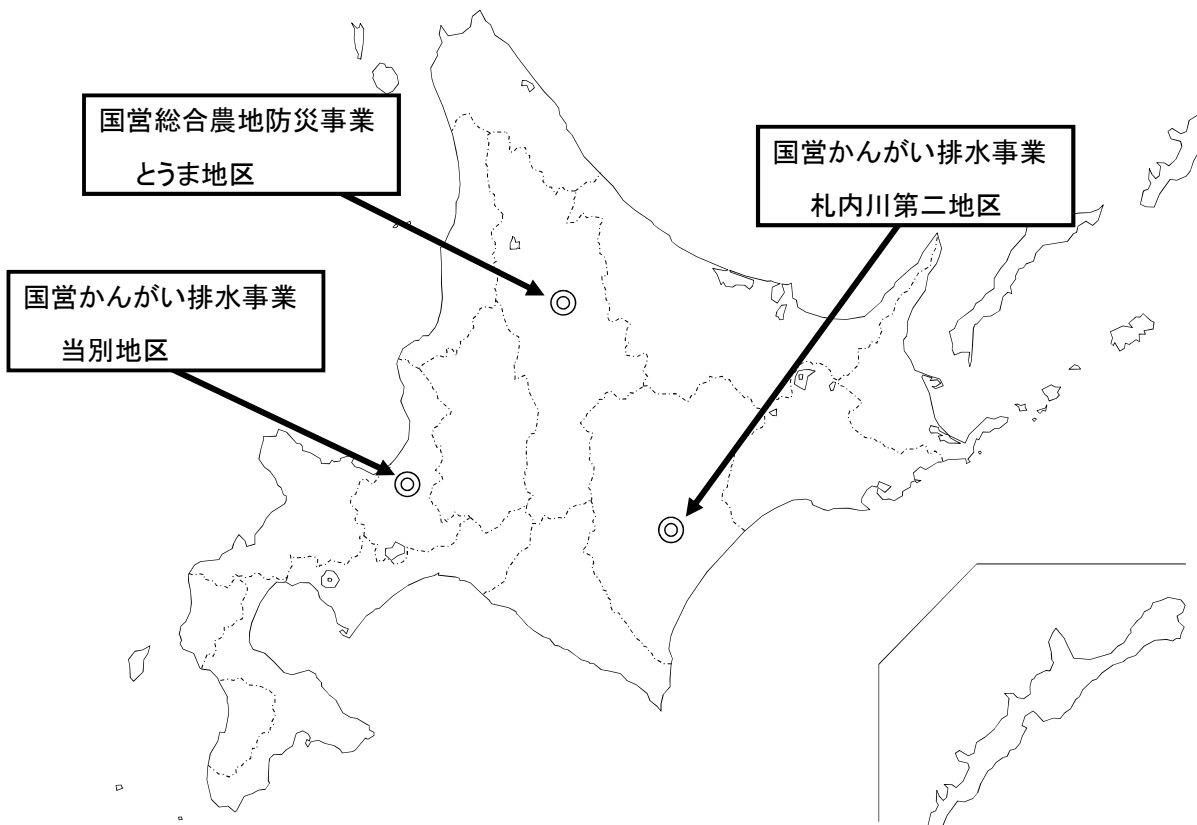 国営総合農地防災事業
とうま地区
国営かんがい排水事業
札内川第二地区
国営かんがい排水事業
当別地区